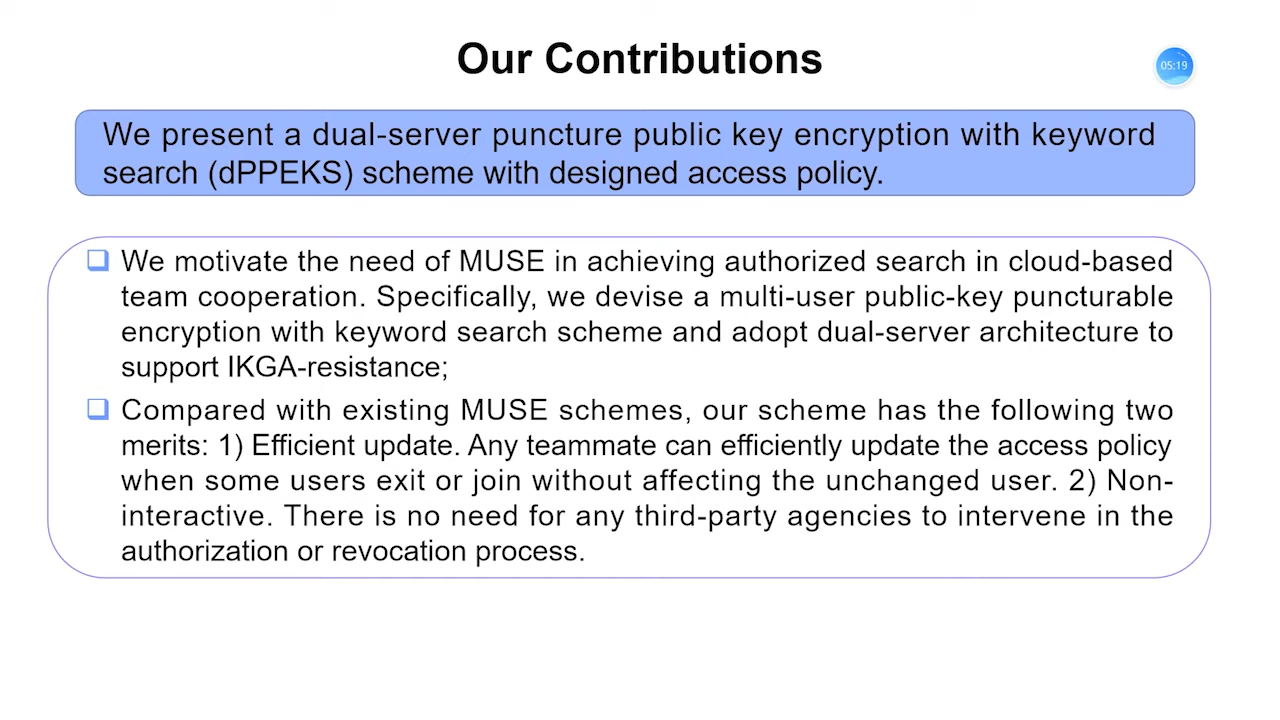 Our Contributions
05:19
We present a dual-server puncture public key encryption with keyword
search (dPPEKS) scheme with designed access policy.
We motivate the need of MUSE in achieving authorized search in cloud-based
team cooperation. Specifically, we devise a multi-user public-key puncturable
encryption with keyword search scheme and adopt dual-server architecture to
support IKGA-resistance;
Compared with existing MUSE schemes, our scheme has the following two
merits: 1) Efficient update. Any teammate can efficiently update the access policy
when some users exit or join without affecting the unchanged user. 2) Non-
interactive. There is no need for any third-party agencies to intervene in the
authorization or revocation process.